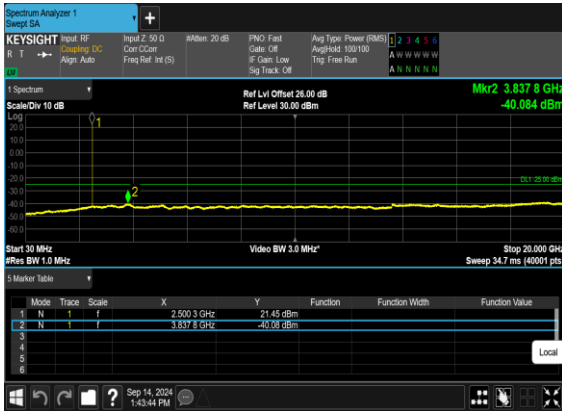 Spectrum Analyzer 1
Swept SA
+
KEYSIGHT Input: RF Input Z: 50 Ω #Atten: 20 dB PNO: Fast Avg Type: Power (RMS) 1 2 3 4 5 6
R T Coupling: DC Corr CCorr Gate: Off Avg|Hold: 100/100 A W W W W W
Align: Auto Freq Ref: Int (S) IF Gain: Low Trig: Free Run
LXI Sig Track: Off A N N N N N
1 Spectrum Ref Lvl Offset 26.00 dB Mkr2 3.837 8 GHz
Scale/Div 10 dB Ref Level 30.00 dBm -40.084 dBm
Log
20.0
10.0
0.00
-10.0
-20.0
-30.0
-40.0
-50.0
-60.0
1
2
DL1 -25.00 dBm
Start 30 MHz Video BW 3.0 MHz* Stop 20.000 GHz
#Res BW 1.0 MHz Sweep 34.7 ms (40001 pts)
5 Marker Table
Mode Trace Scale X Y Function Function Width Function Value
1 N 1 f 2.500 3 GHz 21.45 dBm
2 N 1 f 3.837 8 GHz -40.08 dBm
3
4
5
6
Local
? Sep 14, 2024
1:43:44 PM